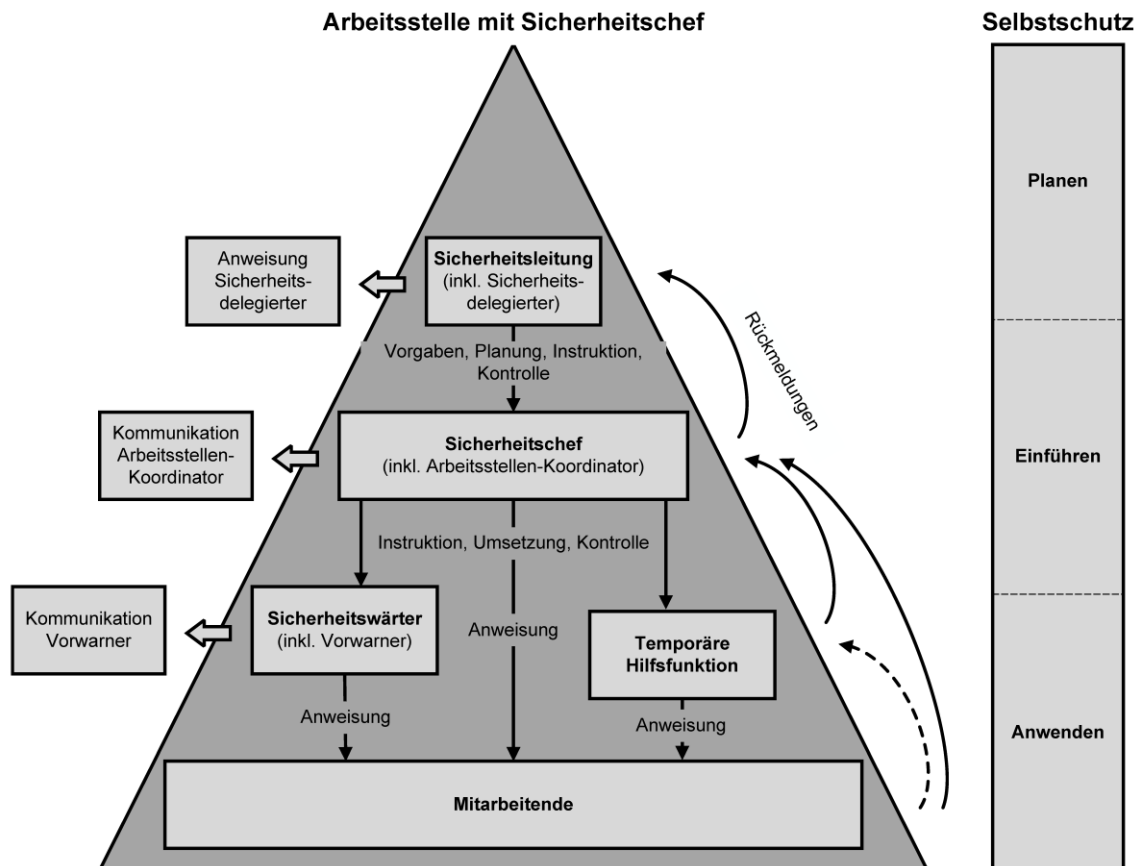 Arbeitsstelle mit Sicherheitschef
Selbstschutz
Planen
Anweisung
Sicherheits-
delegierter
Sicherheitsleitung
(inkl. Sicherheits-
delegierter)
Rückmeldungen
Vorgaben, Planung, Instruktion,
Kontrolle
Kommunikation
Arbeitsstellen-
Koordinator
Sicherheitschef
(inkl. Arbeitsstellen-Koordinator)
Einführen
Instruktion, Umsetzung, Kontrolle
Kommunikation
Vorwarner
Sicherheitswärter
(inkl. Vorwarner)
Anweisung
Temporäre
Hilfsfunktion
Anweisung
Anweisung
Anwenden
Mitarbeitende